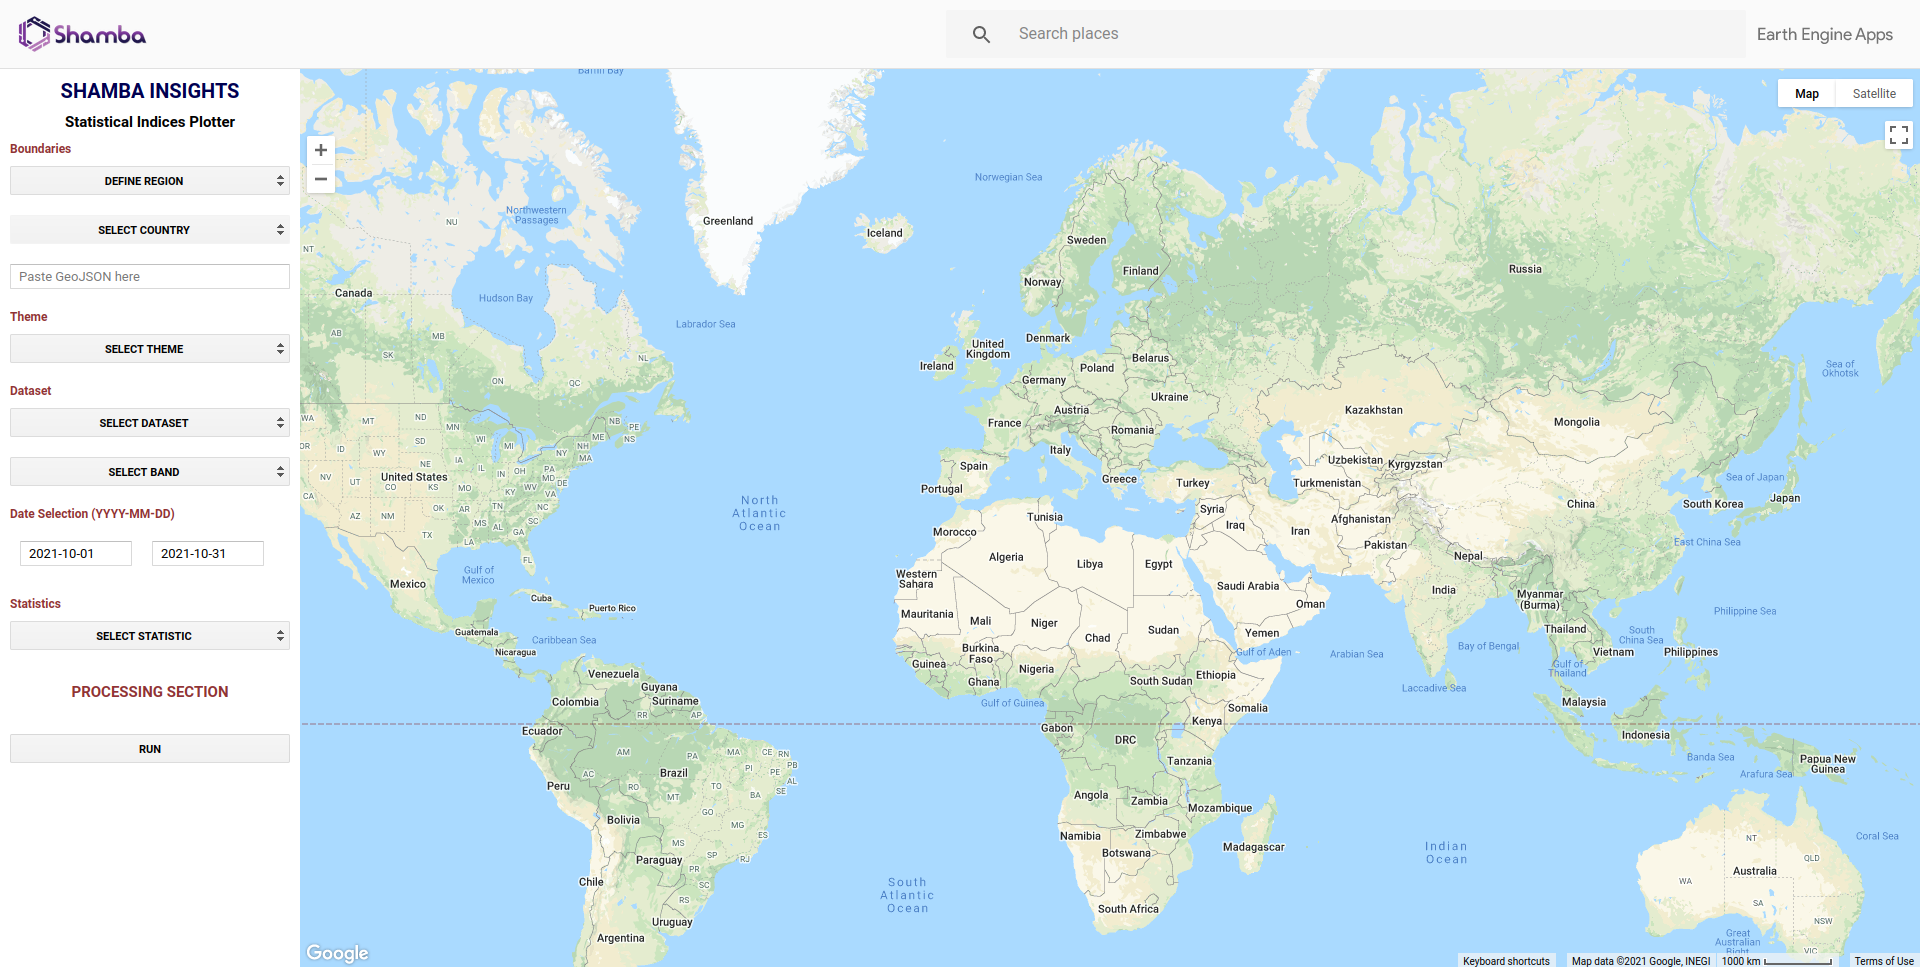 Shamba
Search places
Earth Engine Apps
SHAMBA INSIGHTS
Statistical Indices Plotter
Boundaries
DEFINE REGION
SELECT COUNTRY
Paste GeoJSON here
Theme
SELECT THEME
Dataset
SELECT DATASET
SELECT BAND
Date Selection (YYYY-MM-DD)
2021-10-01 2021-10-31
Statistics
SELECT STATISTIC
PROCESSING SECTION
RUN
Map Satellite
Baffin Bay
Norwegian Sea
Northwestern
Passages
NU
Greenland
Iceland
Sweden
NT
Finland
Russia
Norway
Canada
Hudson Bay
Labrador Sea
AB
MB
SK
NL
ON
QC
United
Kingdom
Denmark
Ireland
Belarus
Poland
Germany
Ukraine
Sea of
Okhotsk
Austria
Kazakhstan
WA
MT
ND
NB
PE
NS
MN
ME
France
Romania
Mongolia
OR
ID
SD
WI
MI
NH
NY
MA
WY
NE
IA
IL
IN
OH
PA
Italy
Spain
Uzbekistan
Kyrgyzstan
NV
UT
United States
MD
DE
WV
CO
KS
MO
KY
VA
CA
Portugal
Greece
Turkey
Turkmenistan
China
Sea of Japan
Japan
South Korea
North
Atlantic
Ocean
AZ
NM
OK
AR
TN
NC
SC
MS
AL
GA
TX
LA
FL
Tunisia
Morocco
Syria
Iraq
Iran
Afghanistan
Pakistan
East China Sea
Algeria
Libya
Egypt
Nepal
Western
Sahara
Saudi Arabia
India
Myanmar
(Burma)
Gulf of
Mexico
Mexico
Cuba
Puerto Rico
Mauritania
Mali
Niger
Chad
Sudan
Oman
Yemen
Philippine Sea
Thailand
South
China Sea
Guatemala
Caribbean Sea
Nicaragua
Burkina
Faso
Guinea
Nigeria
Ghana
Gulf of Aden
Arabian Sea
Bay of Bengal
Vietnam
Philippines
Gulf of
Thailand
Venezuela
Guyana
Suriname
Colombia
South Sudan
Ethiopia
Laccadive Sea
Malaysia
Gulf of Guinea
Somalia
RR
AP
Ecuador
Gabon
Kenya
DRC
Indonesia
AM
PA
MA
CE
RN
PB
Tanzania
Banda Sea
Papua New
Guinea
Arafura Sea
Brazil
AC
PI
PE
AL
SE
Peru
RO
TO
MT
BA
Angola
Zambia
Mozambique
GO
Bolivia
MG
ES
Namibia
Zimbabwe
Coral Sea
MS
SP
RJ
Botswana
Madagascar
Indian
Ocean
NT
QLD
Paraguay
PR
Australia
Chile
SC
RS
WA
South
Atlantic
Ocean
SA
South Africa
NSW
Uruguay
Argentina
Great
Australian
Bight
VIC
Google
Keyboard shortcuts Map data ©2021 Google, INEGI 1000 km Terms of Use